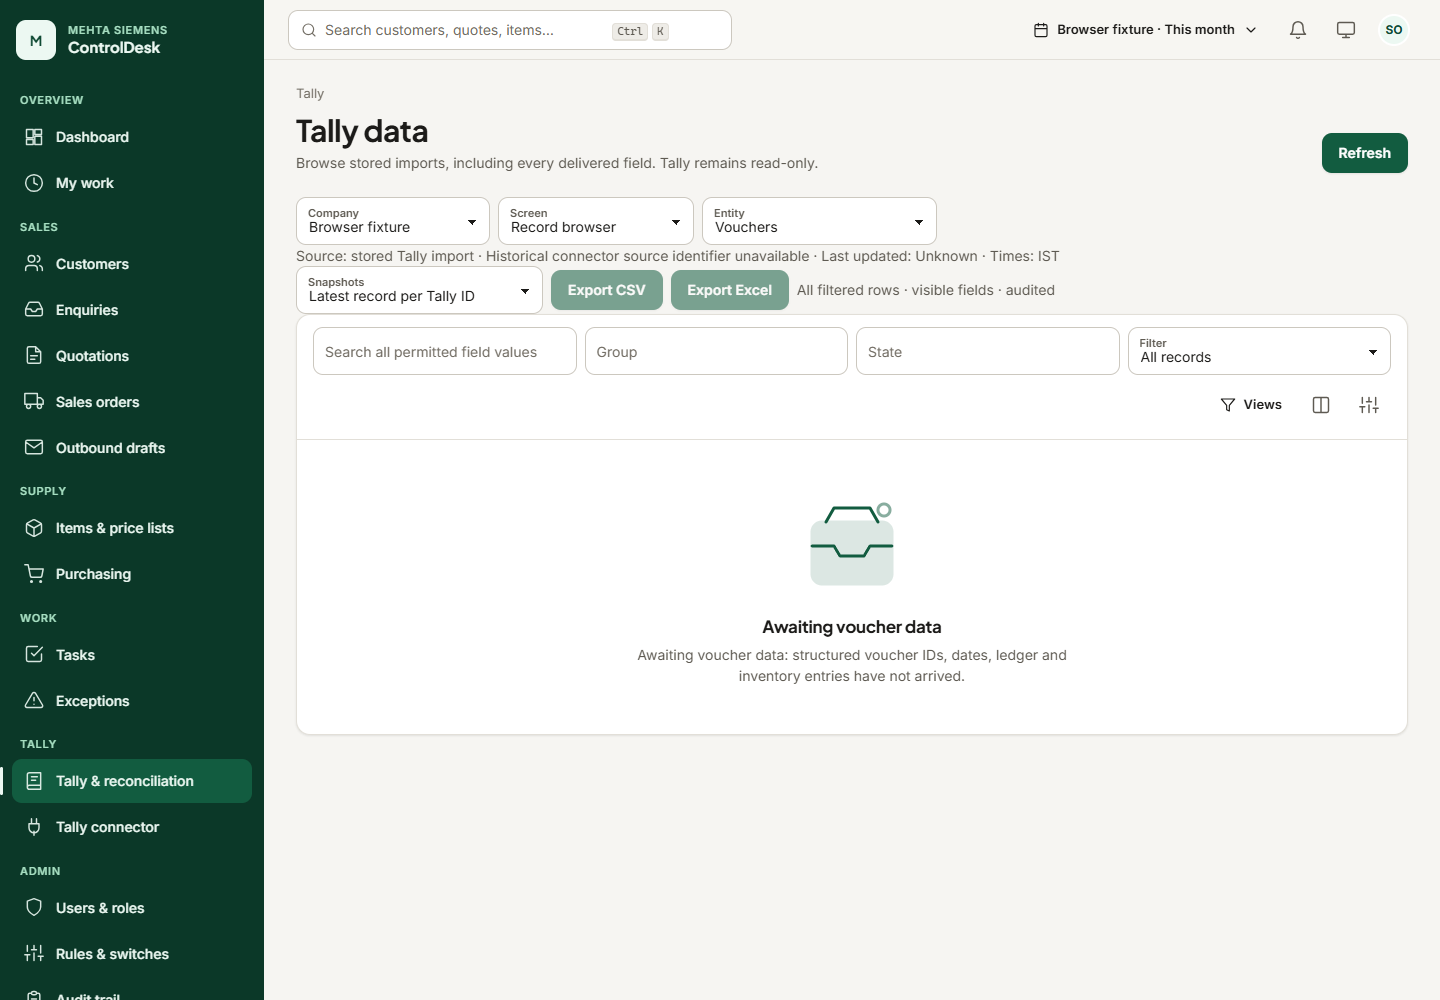 M
MEHTA SIEMENS
ControlDesk
OVERVIEW
Dashboard
My work
SALES
Customers
Enquiries
Quotations
Sales orders
Outbound drafts
SUPPLY
Items & price lists
Purchasing
WORK
Tasks
Exceptions
TALLY
Tally & reconciliation
Tally connector
ADMIN
Users & roles
Rules & switches
Audit trail
Search customers, quotes, items...
Ctrl K
Browser fixture · This month
SO
Tally
Tally data
Browse stored imports, including every delivered field. Tally remains read-only.
Refresh
Company
Browser fixture
Screen
Record browser
Entity
Vouchers
Source: stored Tally import · Historical connector source identifier unavailable · Last updated: Unknown · Times: IST
Snapshots
Latest record per Tally ID
Export CSV
Export Excel
All filtered rows · visible fields · audited
Search all permitted field values
Group
State
Filter
All records
Views
Awaiting voucher data
Awaiting voucher data: structured voucher IDs, dates, ledger and
inventory entries have not arrived.